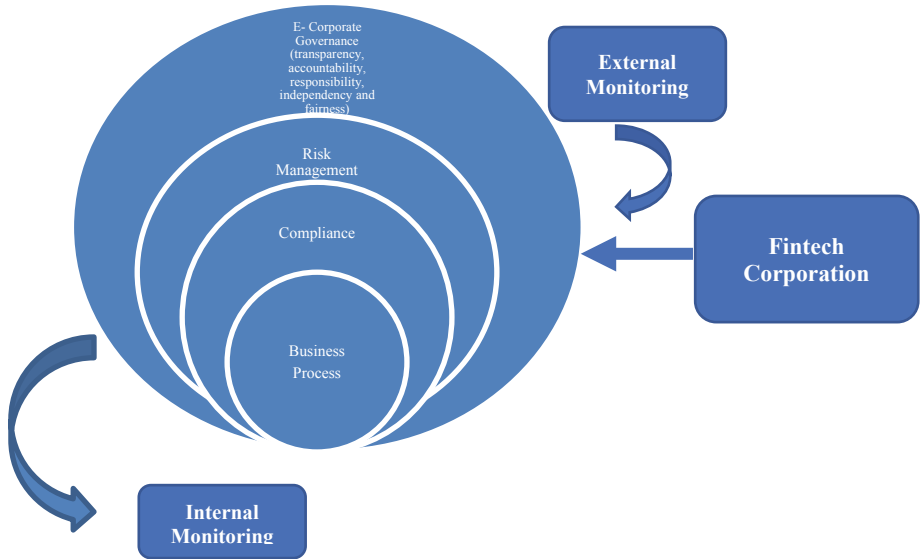 E- Corporate
Governance
(transparency,
accountability,
responsibility,
independency and
fairness)
External
Monitoring
Risk
Management
Compliance
Fintech
Corporation
Business
Process
Internal
Monitoring